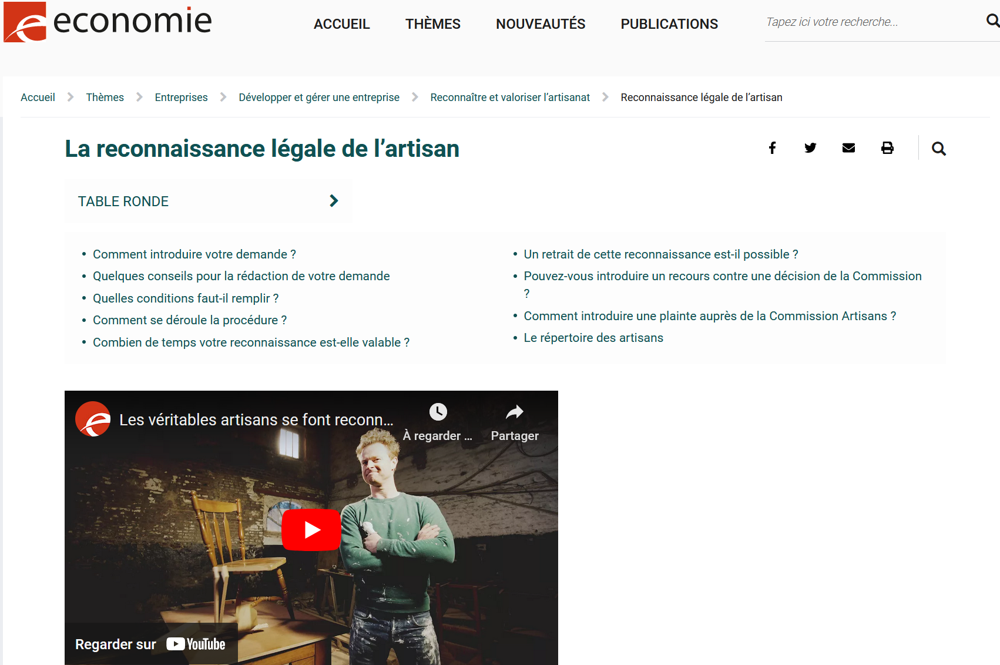 economie
ACCUEIL THÈMES NOUVEAUTÉS PUBLICATIONS Tapez ici votre recherche...
Accueil Thèmes Entreprises Développer et gérer une entreprise Reconnaître et valoriser l’artisanat Reconnaissance légale de l’artisan
La reconnaissance légale de l’artisan
TABLE RONDE
• Comment introduire votre demande ?
• Quelques conseils pour la rédaction de votre demande
• Quelles conditions faut-il remplir ?
• Comment se déroule la procédure ?
• Combien de temps votre reconnaissance est-elle valable ?
• Un retrait de cette reconnaissance est-il possible ?
• Pouvez-vous introduire un recours contre une décision de la Commission
?
• Comment introduire une plainte auprès de la Commission Artisans ?
• Le répertoire des artisans
Les véritables artisans se font reconn...
À regarder ... Partager
Regarder sur YouTube